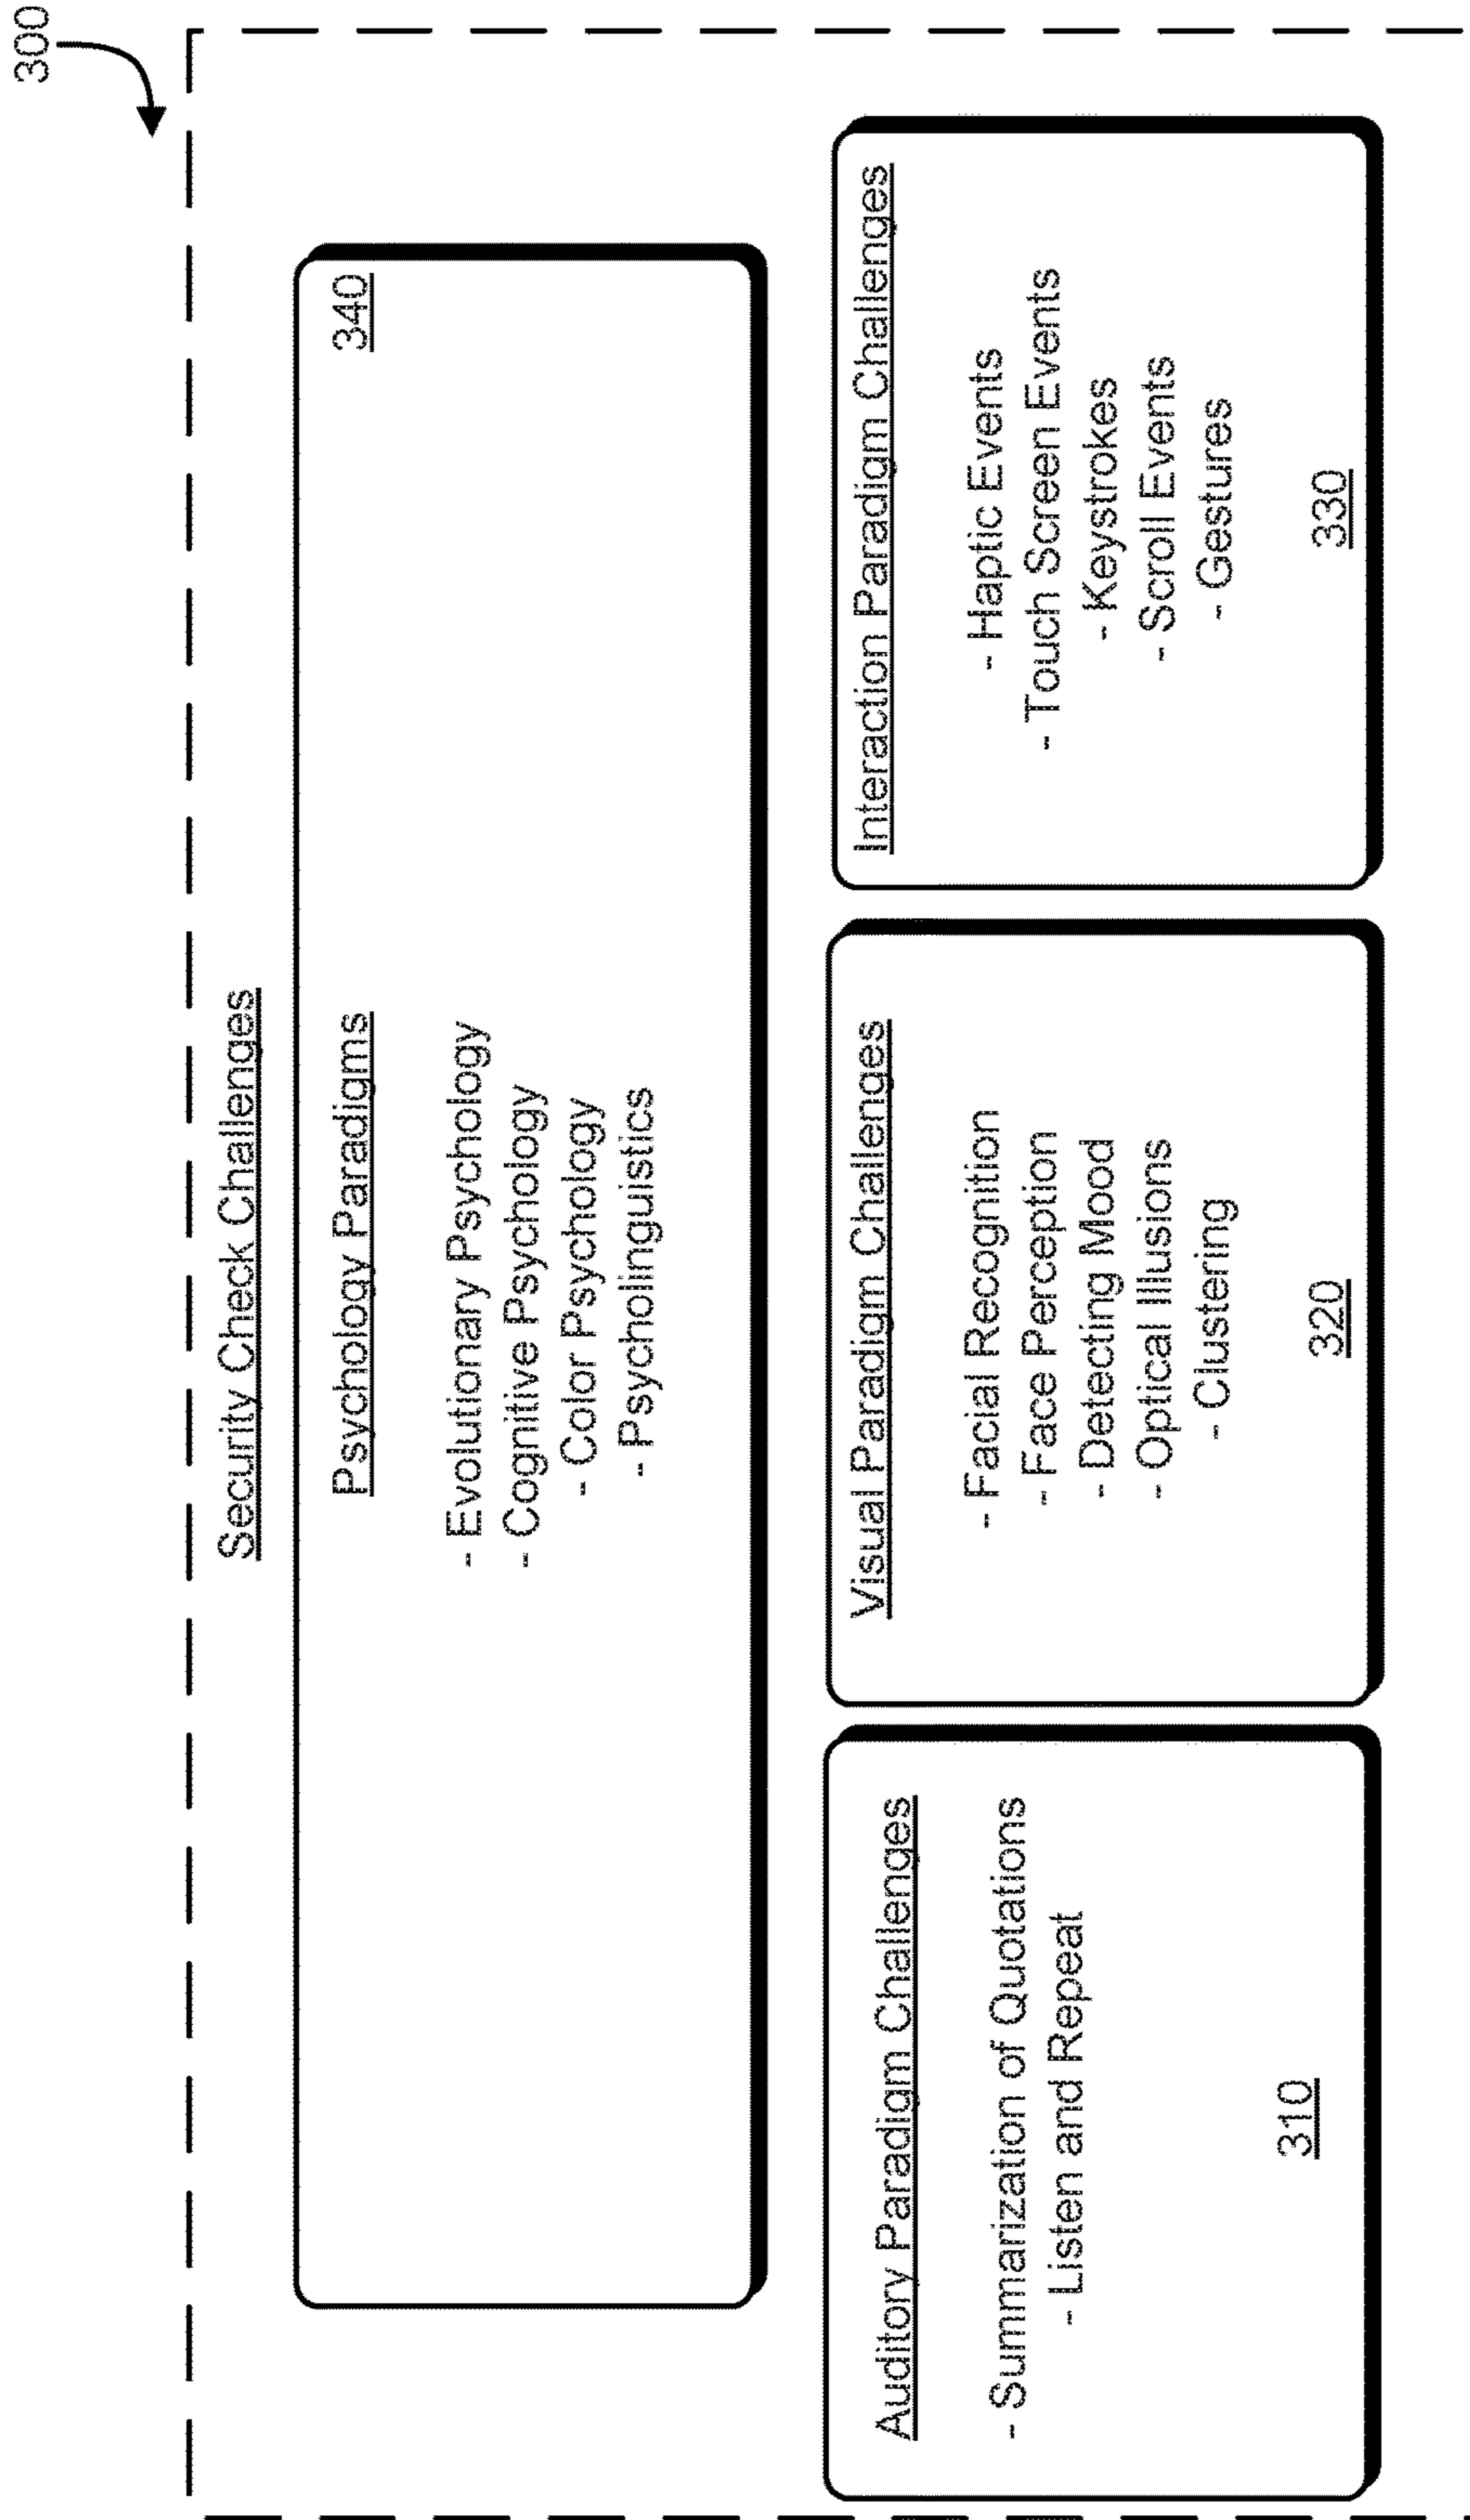 300
Security Check Challenges
340
Psychology Paradigms
- Evolutionary Psychology
- Cognitive Psychology
- Color Psychology
- Psycholinguistics
Auditory Paradigm Challenges
- Summarization of Quotations
- Listen and Repeat
310
Visual Paradigm Challenges
- Facial Recognition
- Face Perception
- Detecting Mood
- Optical Illusions
- Clustering
320
Interaction Paradigm Challenges
- Haptic Events
- Touch Screen Events
- Keystrokes
- Scroll Events
- Gestures
330